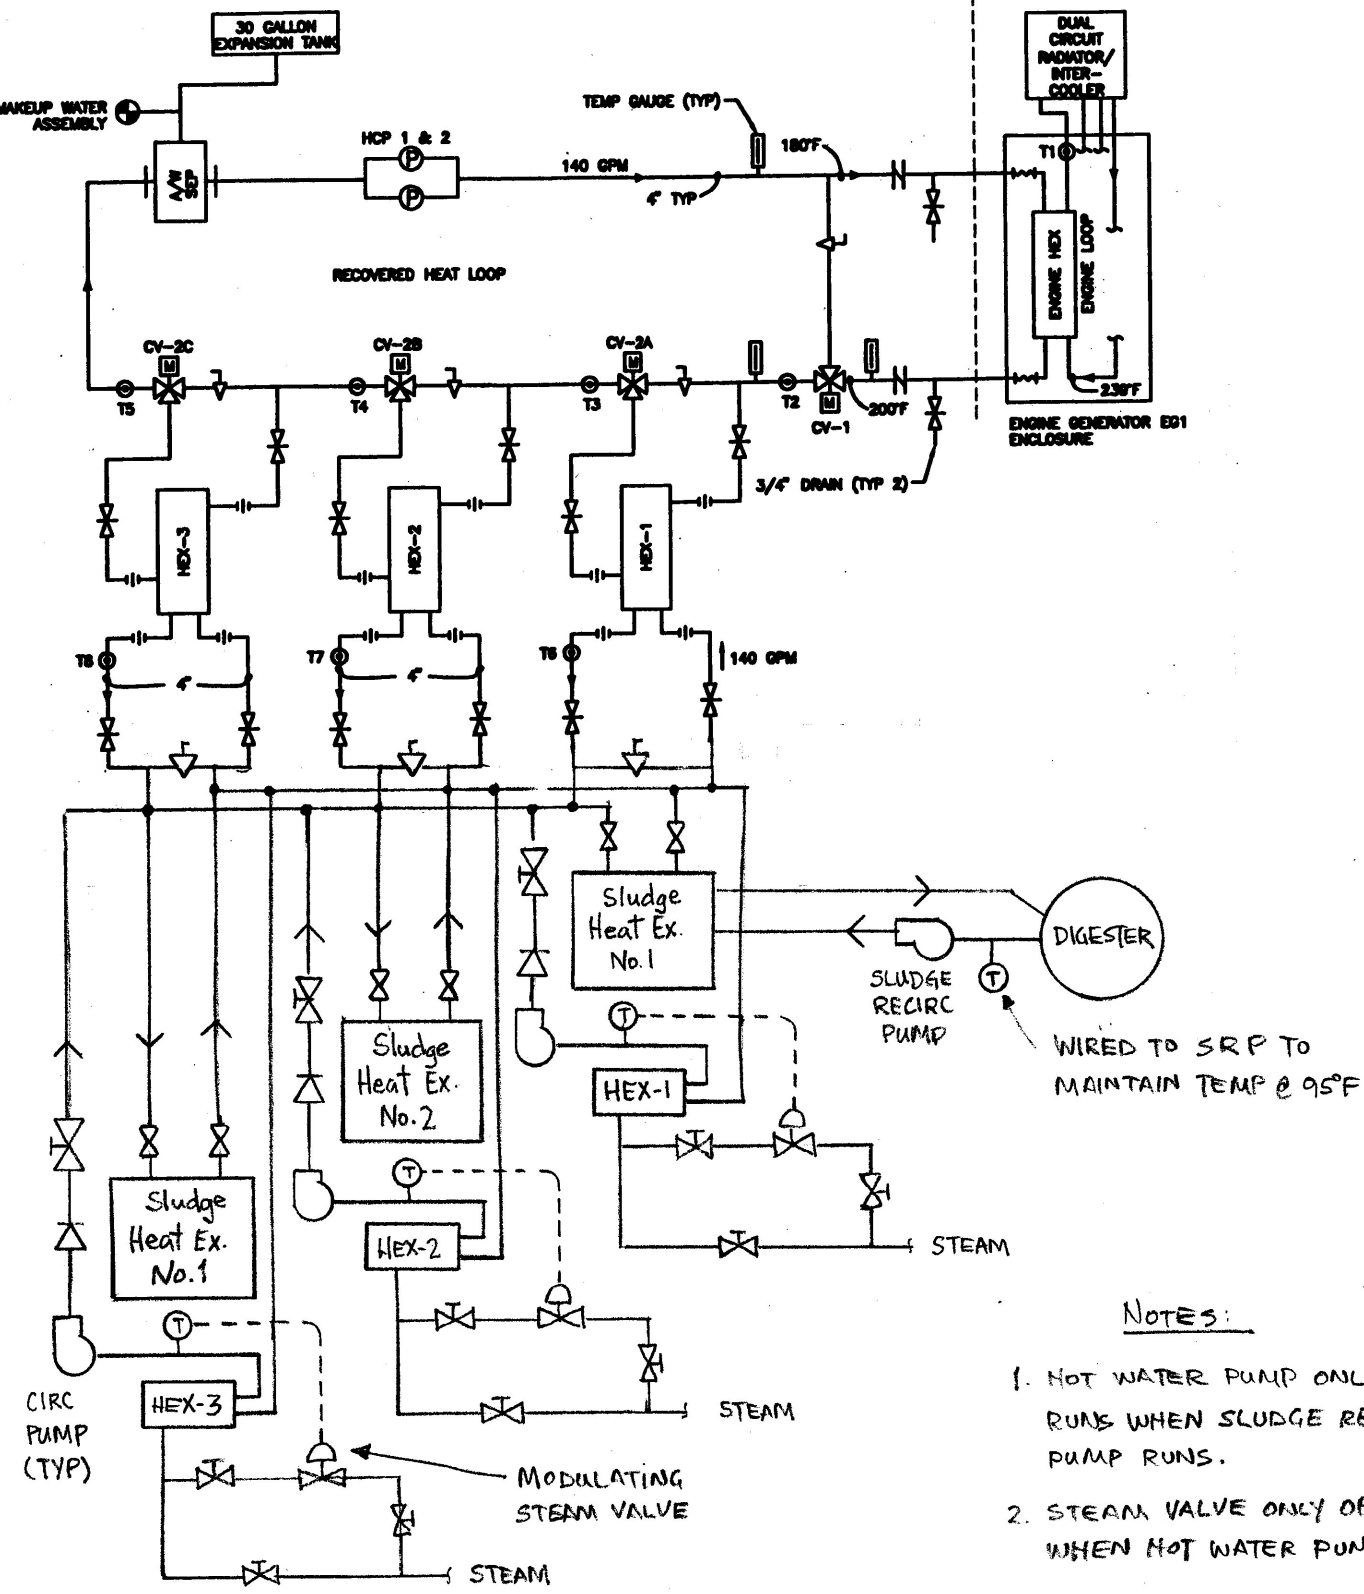 30 GALLON
EXPANSION TANK
MAKEUP WATER
ASSEMBLY
A/W
SEP
HCP 1 & 2
P
P
140 GPM
TEMP GAUGE (TYP)
4" TYP
180°F
DUAL
CIRCUIT
RADIATOR/
INTER-
COOLER
T1
ENGINE HEX
ENGINE LOOP
230°F
ENGINE GENERATOR EG1
ENCLOSURE
RECOVERED HEAT LOOP
CV-2C
M
T5
CV-2B
M
T4
CV-2A
M
T3
T2
M
CV-1
200°F
3/4" DRAIN (TYP 2)
HEX-3
HEX-2
HEX-1
T8
4"
T7
4"
T6
140 GPM
Sludge
Heat Ex.
No.1
DIGESTER
SLUDGE
RECIRC
PUMP
T
WIRED TO SRP TO
MAINTAIN TEMP @ 95°F
T
HEX-1
STEAM
Sludge
Heat Ex.
No.2
T
HEX-2
STEAM
Sludge
Heat Ex.
No.1
T
HEX-3
CIRC
PUMP
(TYP)
MODULATING
STEAM VALVE
STEAM
NOTES:
1. HOT WATER PUMP ONL
RUNS WHEN SLUDGE RE
PUMP RUNS.
2. STEAM VALVE ONLY OP
WHEN HOT WATER PUM